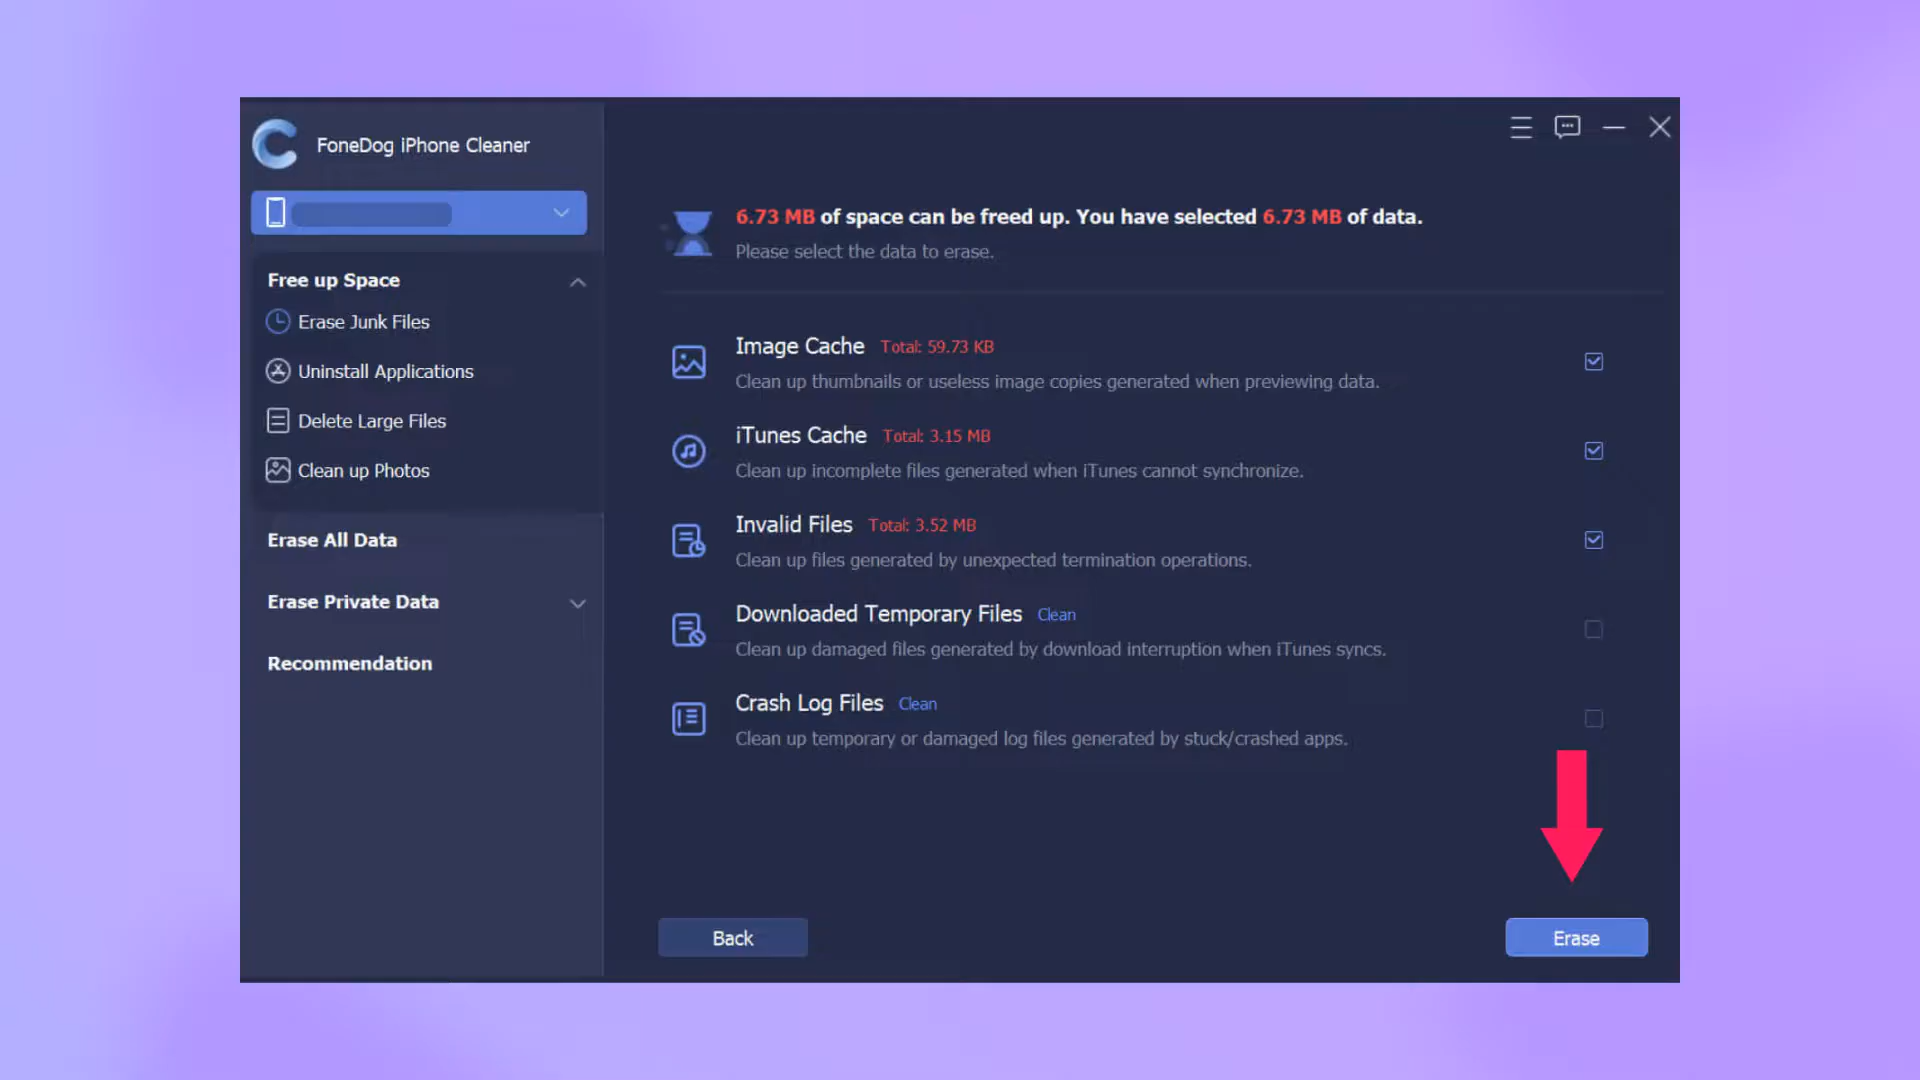 FoneDog iPhone Cleaner
Free up Space
Erase Junk Files
Uninstall Applications
Delete Large Files
Clean up Photos
Erase All Data
Erase Private Data
Recommendation
6.73 MB of space can be freed up. You have selected 6.73 MB of data.
Please select the data to erase.
Image Cache Total: 59.73 KB
Clean up thumbnails or useless image copies generated when previewing data.
iTunes Cache Total: 3.15 MB
Clean up incomplete files generated when iTunes cannot synchronize.
Invalid Files Total: 3.52 MB
Clean up files generated by unexpected termination operations.
Downloaded Temporary Files Clean
Clean up damaged files generated by download interruption when iTunes syncs.
Crash Log Files Clean
Clean up temporary or damaged log files generated by stuck/crashed apps.
Back
Erase